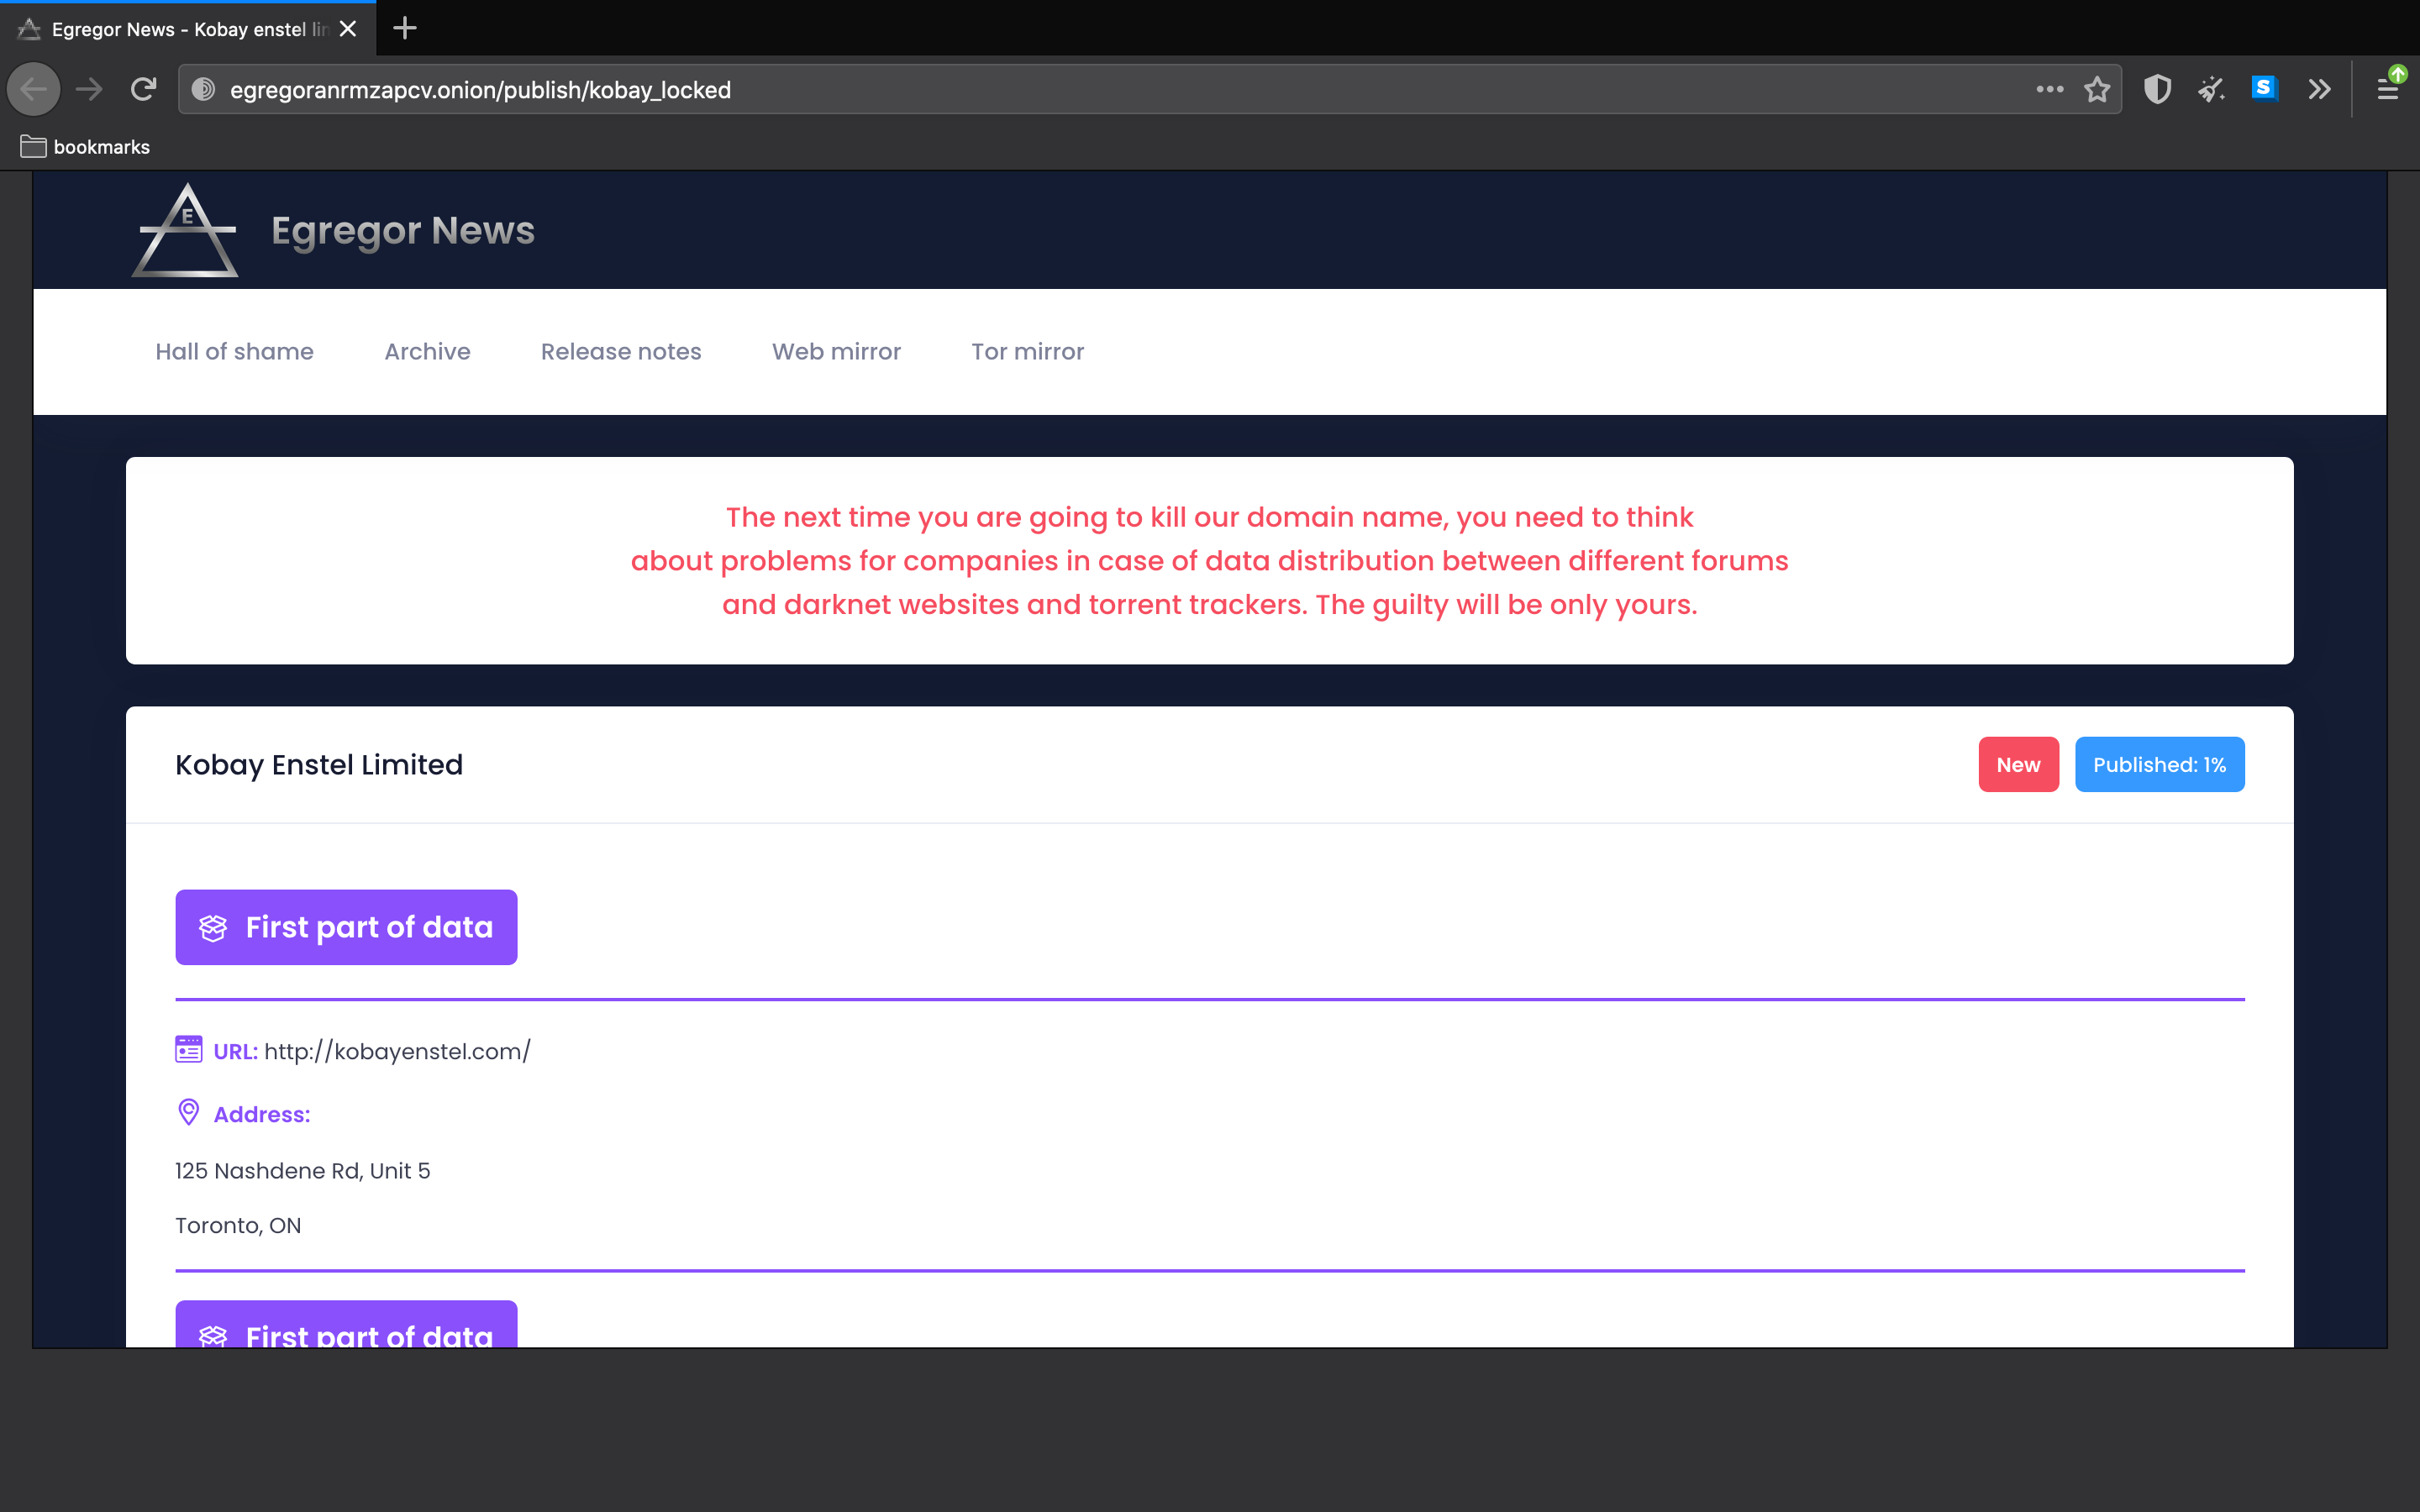 Egregor News - Kobay enstel lin
egregoranrmzapcv.onion/publish/kobay_locked
S
bookmarks
E
Egregor News
Hall of shame
Archive
Release notes
Web mirror
Tor mirror
The next time you are going to kill our domain name, you need to think
about problems for companies in case of data distribution between different forums
and darknet websites and torrent trackers. The guilty will be only yours.
Kobay Enstel Limited
New
Published: 1%
First part of data
URL: http://kobayenstel.com/
Address:
125 Nashdene Rd, Unit 5
Toronto, ON
First part of data